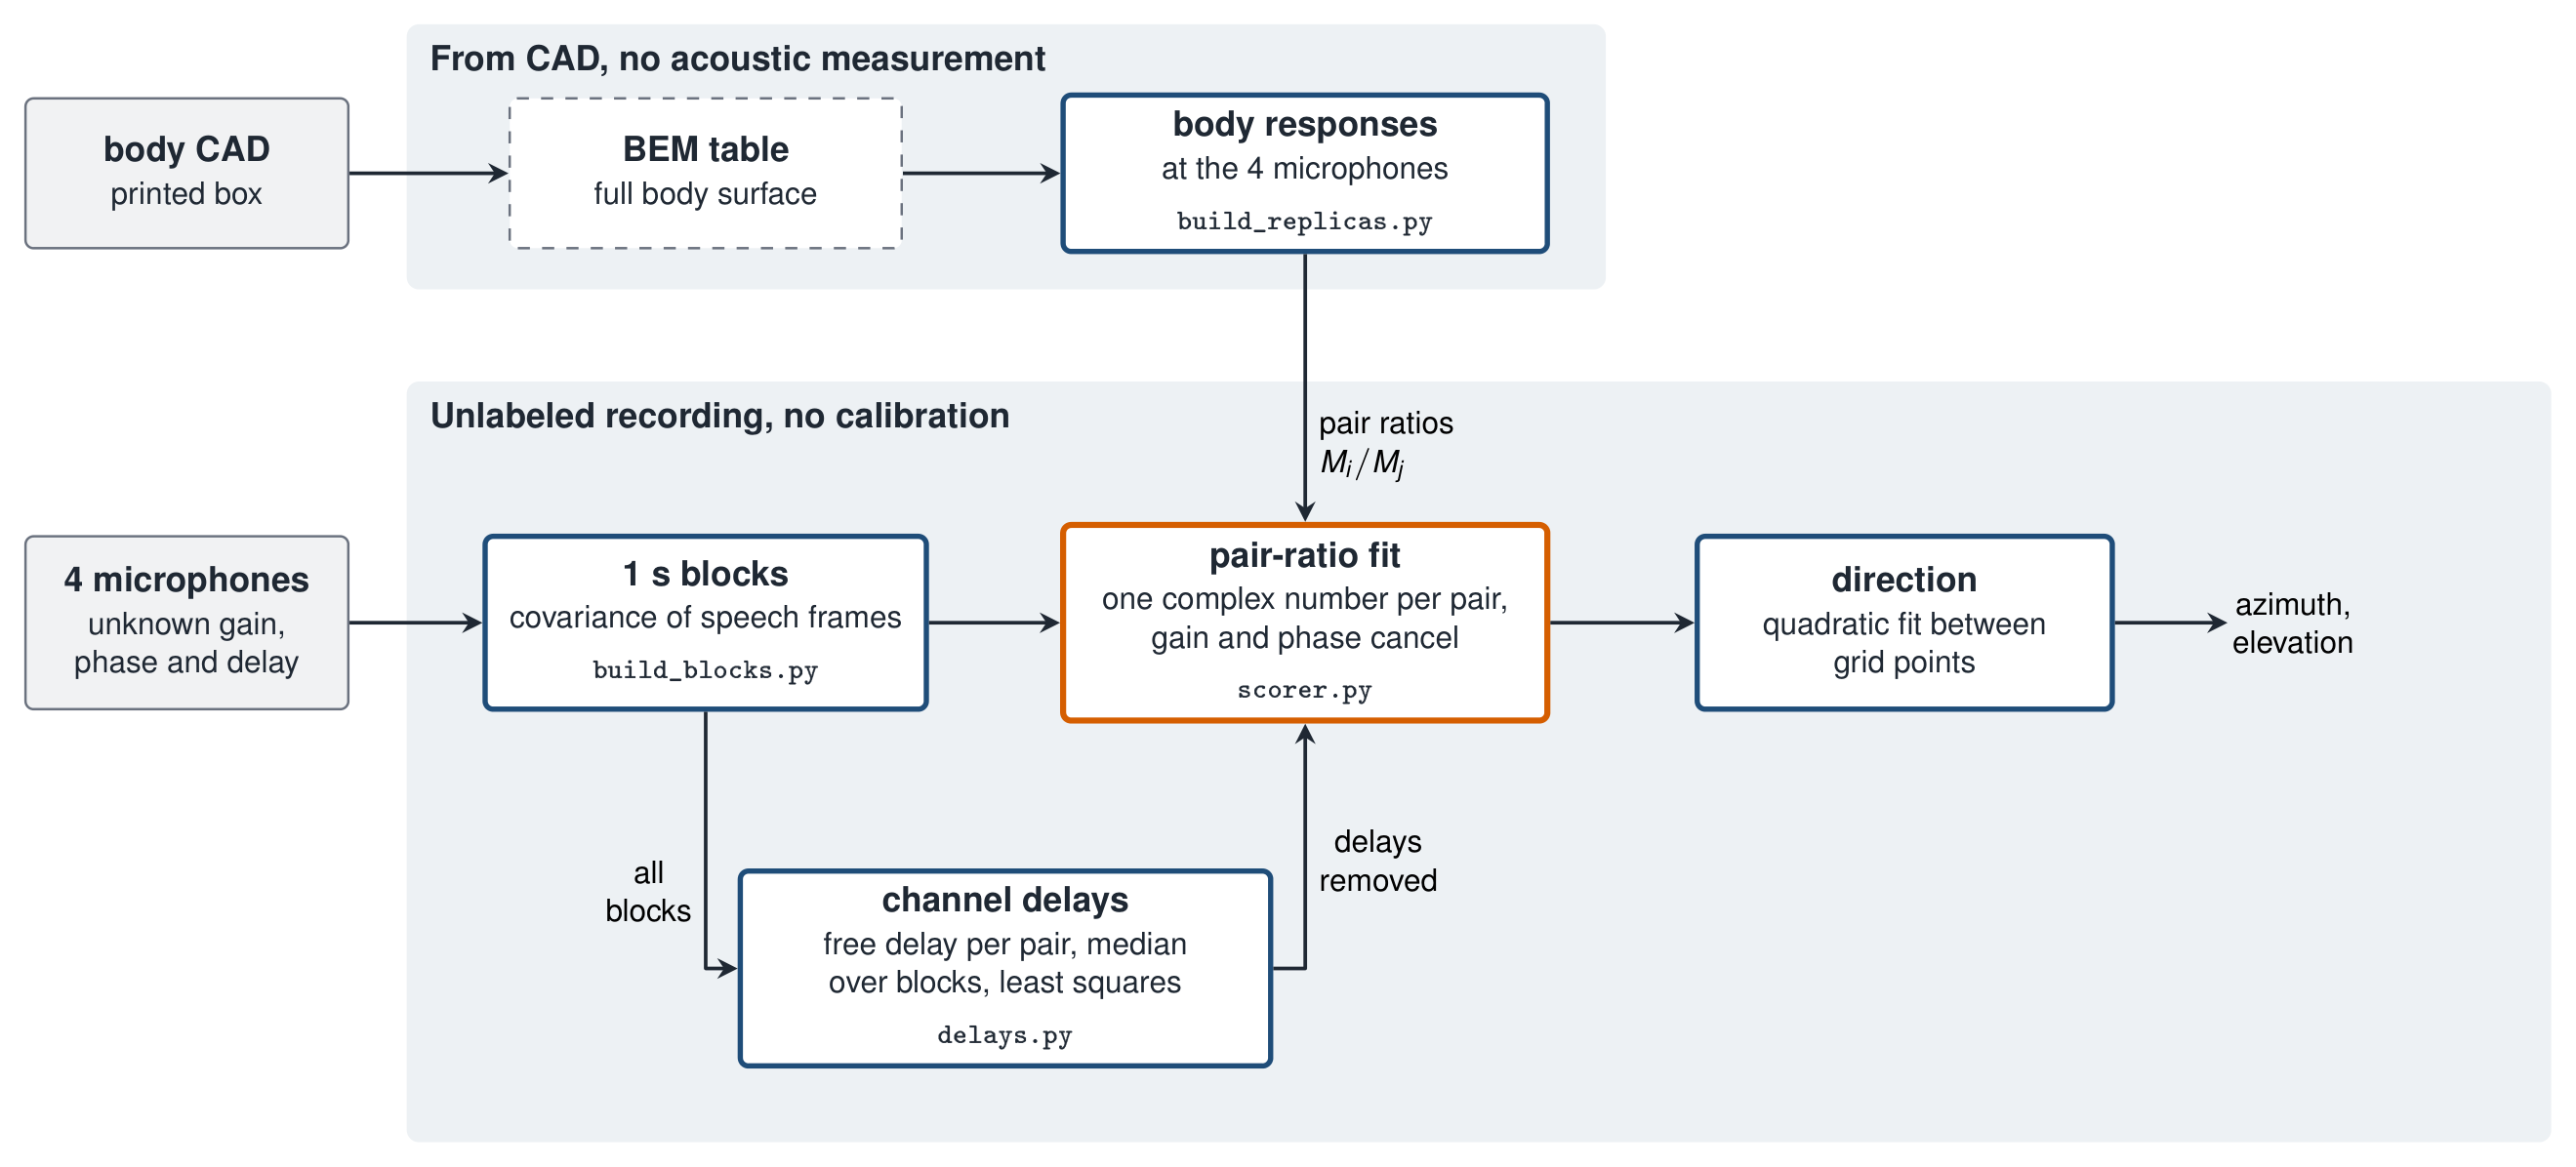 From CAD, no acoustic measurement
body CAD
printed box
BEM table
full body surface
body responses
at the 4 microphones
build_replicas.py
Unlabeled recording, no calibration
pair ratios
M_i/M_j
4 microphones
unknown gain,
phase and delay
1 s blocks
covariance of speech frames
build_blocks.py
pair-ratio fit
one complex number per pair,
gain and phase cancel
scorer.py
direction
quadratic fit between
grid points
azimuth,
elevation
all
blocks
channel delays
free delay per pair, median
over blocks, least squares
delays.py
delays
removed